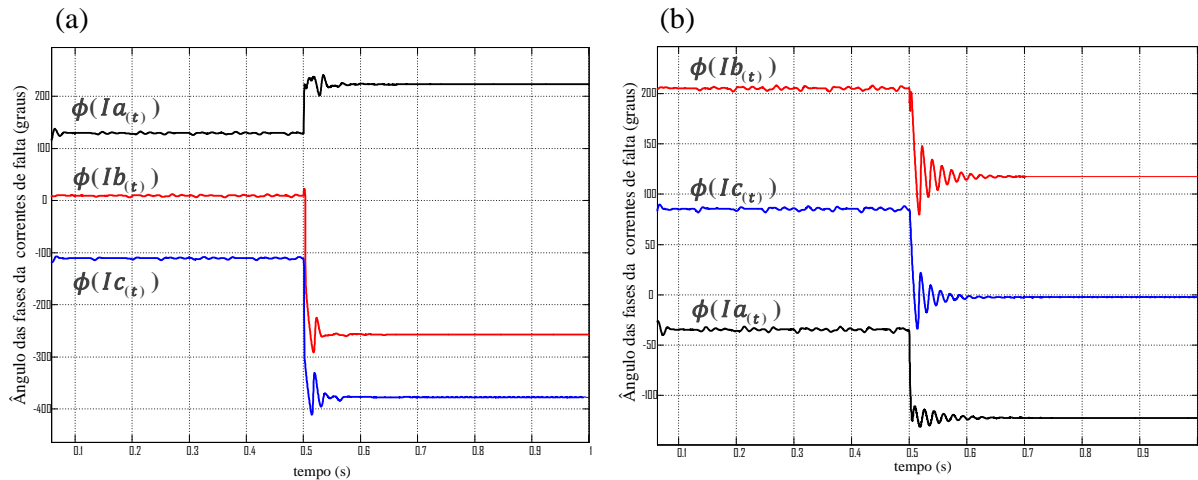 (a)
(b)
Ângulo das fases da correntes de falta (graus)
200
100
0
-100
-200
-300
-400
ϕ(Ia(t))
ϕ(Ib(t))
ϕ(Ic(t))
0.1 0.2 0.3 0.4 0.5 0.6 0.7 0.8 0.9 1
tempo (s)
Ângulo das fases da correntes de falta (graus)
200
150
100
50
0
-50
-100
ϕ(Ib(t))
ϕ(Ic(t))
ϕ(Ia(t))
0.1 0.2 0.3 0.4 0.5 0.6 0.7 0.8 0.9
tempo (s)